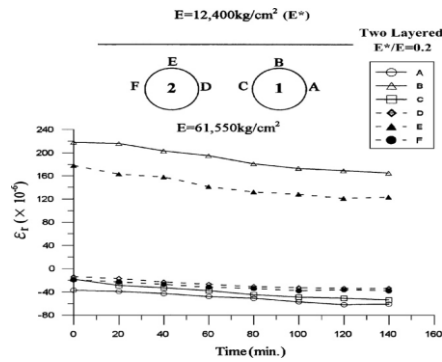 E=12,400kg/cm² (E*)
Two Layered
E*/E=0.2
E
B
F
2
D
C
1
A
A
B
C
D
E
F
E=61,550kg/cm²
240
200
160
120
80
40
0
-40
-80
εr (×10⁻⁶)
0
20
40
60
80
100
120
140
160
Time(min.)